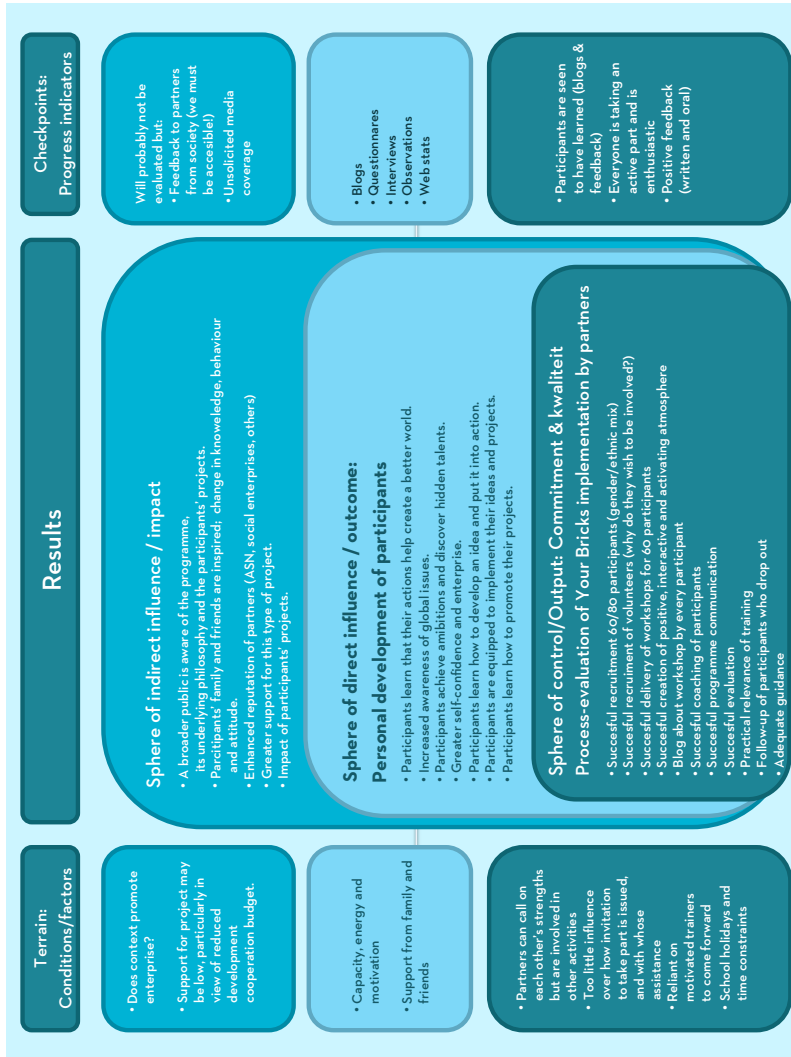 Terrain:
Conditions/factors
Results
Checkpoints:
Progress indicators
• Does context promote
enterprise?
• Support for project may
be low, particularly in
view of reduced
development
cooperation budget.
Sphere of indirect influence / impact
• A broader public is aware of the programme,
its underlying philosophy and the participants' projects.
• Parcitipants' family and friends are inspired; change in knoweledge, behaviour
and attitude.
• Enhanced reputation of partners (ASN, social enterprises, others)
• Greater support for this type of project.
• Impact of participants' projects.
Will probably not be
evaluated but:
• Feedback to partners
from society (we must
be accesible!)
• Unsolicited media
coverage
• Capacity, energy and
motivation
• Support from family and
friends
Sphere of direct influence / outcome:
Personal development of participants
• Participants learn that their actions help create a better world.
• Increased awareness of global issues.
• Participants achieve amibitions and discover hidden talents.
• Greater self-confidence and enterprise.
• Participants learn how to develop an idea and put it into action.
• Participants are equipped to implement their ideas and projects.
• Participants learn how to promote their projects.
• Blogs
• Questionnares
• Interviews
• Observations
• Web stats
• Partners can call on
each other's strengths
but are involved in
other activities
• Too little influence
over how invitation
to take part is issued,
and with whose
assistance
• Reliant on
motivated trainers
to come forward
• School holidays and
time constraints
Sphere of control/Output: Commitment & kwaliteit
Process-evaluation of Your Bricks implementation by partners
• Succesful recruitment 60/80 participants (gender/ethnic mix)
• Succesful recruiment of volunteers (why do they wish to be involved?)
• Succesful delivery of workshops for 60 participants
• Succesful creation of positive, interactive and activating atmosphere
• Blog about workshop by every participant
• Succesful coaching of participants
• Succesful programme communication
• Succesful evaluation
• Practical relevance of training
• Follow-up of participants who drop out
• Adequate guidance
• Participants are seen
to have learned (blogs &
feedback)
• Everyone is taking an
active part and is
enthusiastic
• Positive feedback
(written and oral)